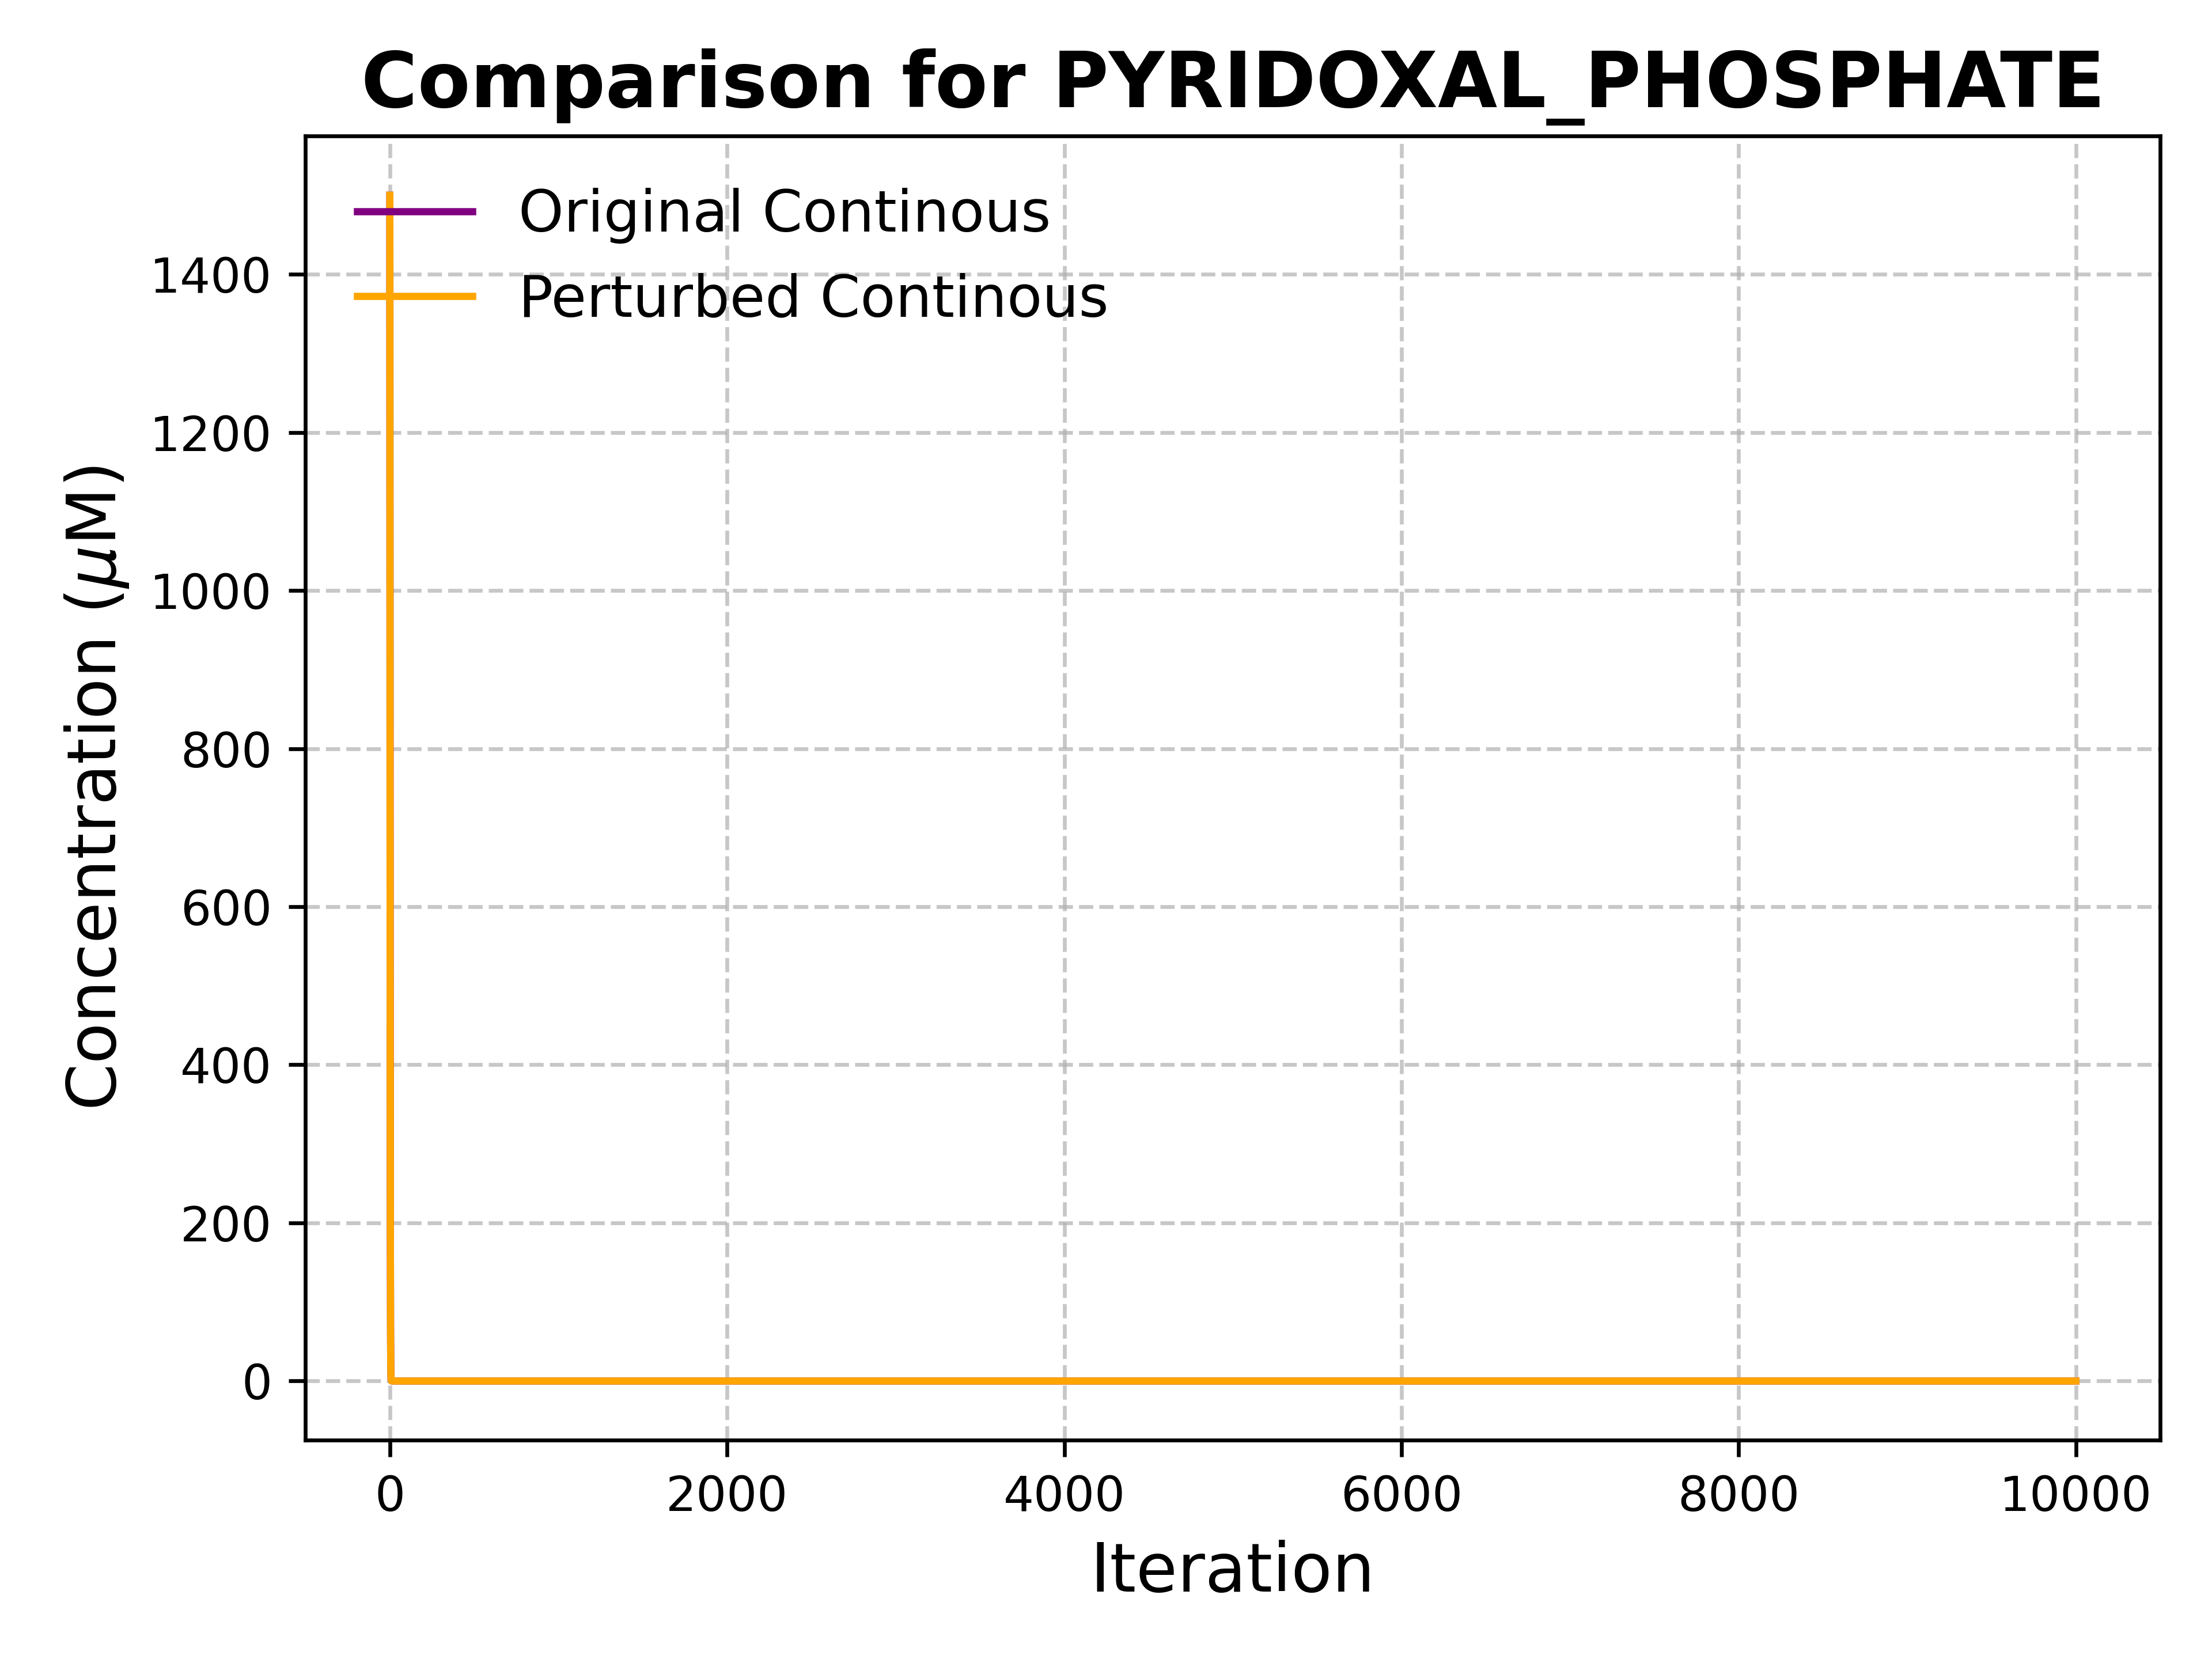 Comparison for PYRIDOXAL_PHOSPHATE
Original Continous
Perturbed Continous
1400
1200
1000
800
600
400
200
0
Concentration (μM)
0 2000 4000 6000 8000 10000
Iteration